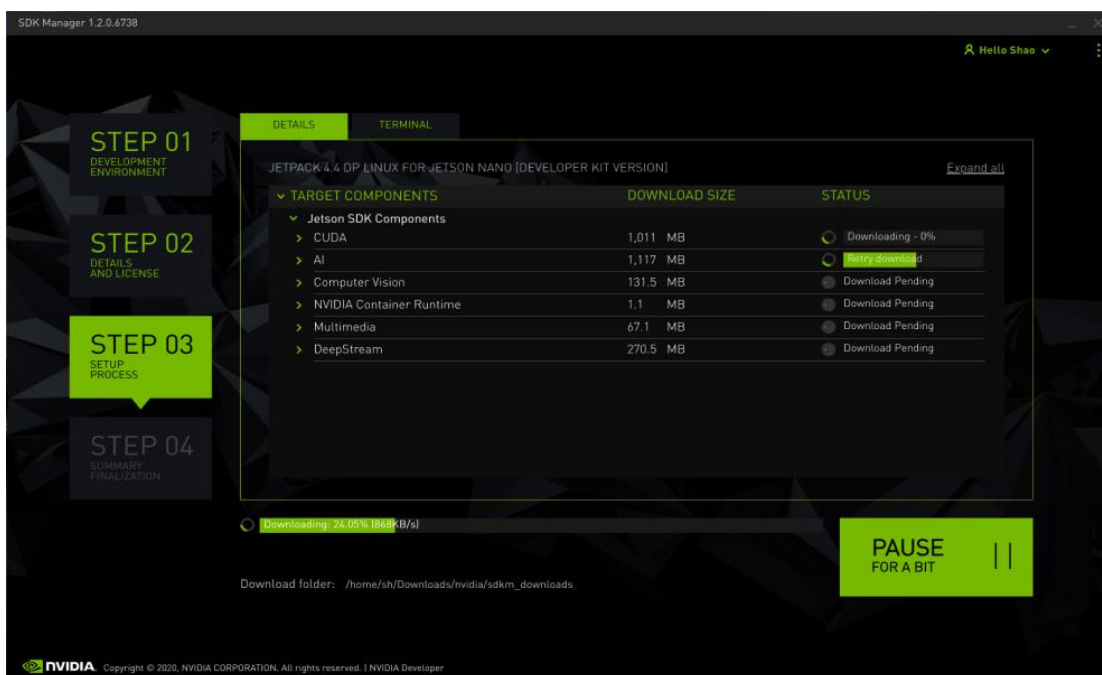 SDK Manager 1.2.0.6738
Hello Shao
STEP 01
DEVELOPMENT
ENVIRONMENT
STEP 02
DETAILS
AND LICENSE
STEP 03
SETUP
PROCESS
STEP 04
SUMMARY
FINALIZATION
DETAILS TERMINAL
JETPACK 4.4 DP LINUX FOR JETSON NANO [DEVELOPER KIT VERSION] Expand all
TARGET COMPONENTS DOWNLOAD SIZE STATUS
Jetson SDK Components
CUDA 1,011 MB Downloading - 0%
AI 1,117 MB Retry download
Computer Vision 131.5 MB Download Pending
NVIDIA Container Runtime 1.1 MB Download Pending
Multimedia 67.1 MB Download Pending
DeepStream 270.5 MB Download Pending
Downloading: 24.05% (868KB/s)
PAUSE
FOR A BIT
Download folder: /home/sh/Downloads/nvidia/sdkm_downloads
NVIDIA. Copyright © 2020, NVIDIA CORPORATION. All rights reserved. | NVIDIA Developer